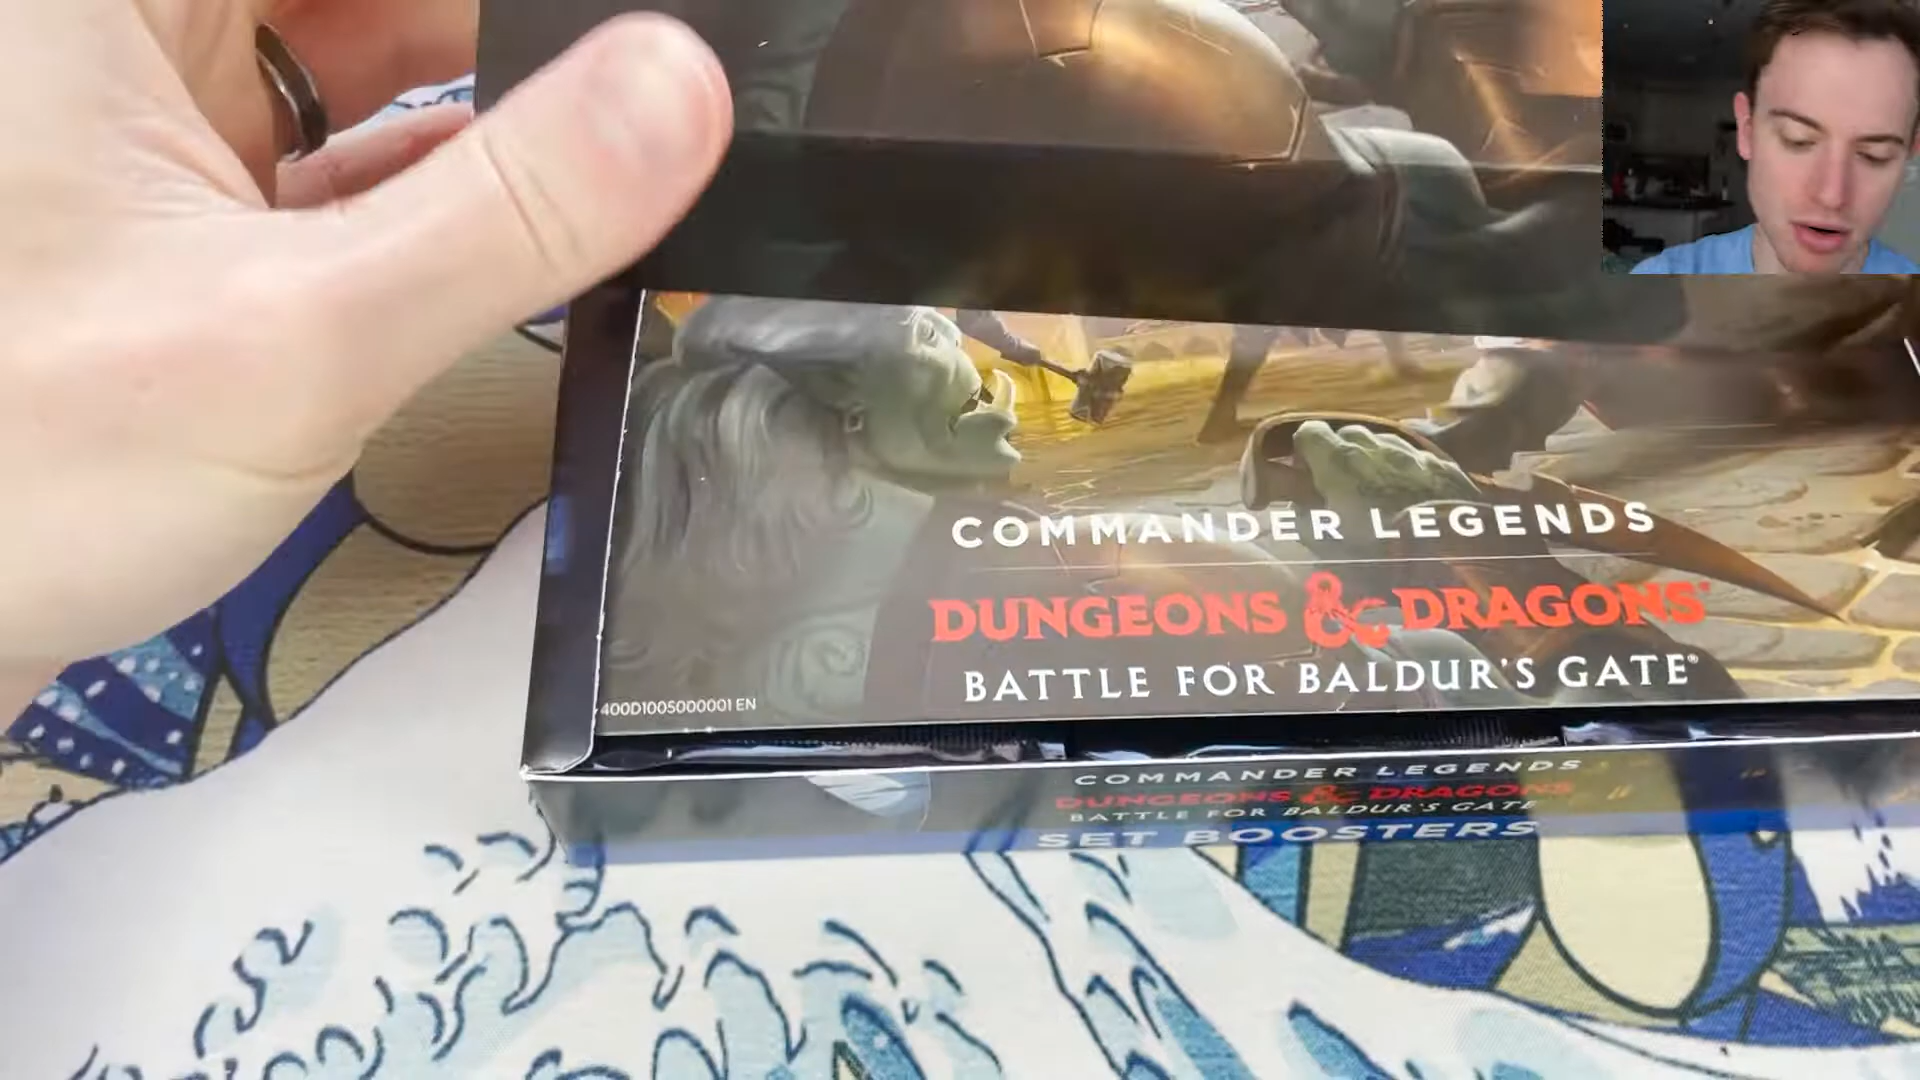 COMMANDER LEGENDS
DUNGEONS & DRAGONS®
BATTLE FOR BALDUR'S GATE®
400D1005000001 EN
COMMANDER LEGENDS
DUNGEONS & DRAGONS
BATTLE FOR BALDUR'S GATE
SET BOOSTERS